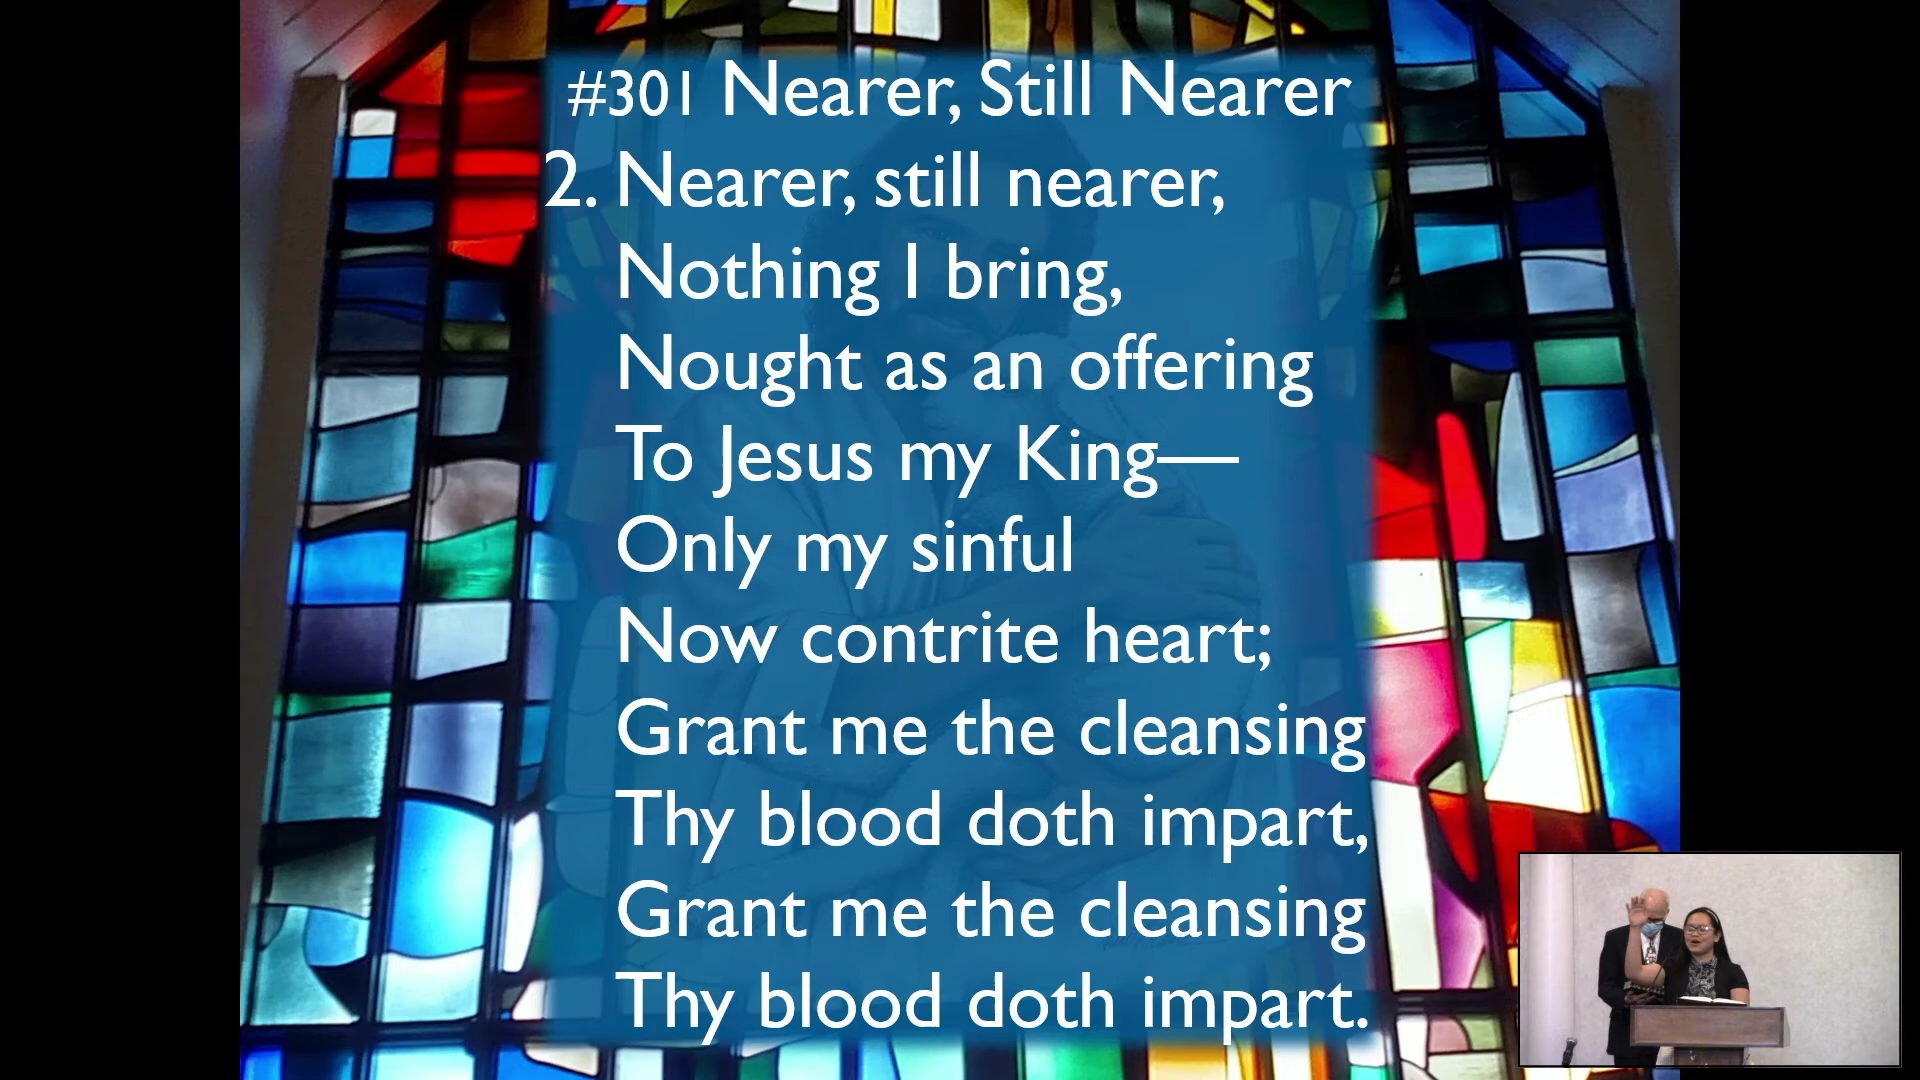 #301 Nearer, Still Nearer
2. Nearer, still nearer,
Nothing I bring,
Nought as an offering
To Jesus my King—
Only my sinful
Now contrite heart;
Grant me the cleansing
Thy blood doth impart,
Grant me the cleansing
Thy blood doth impart.